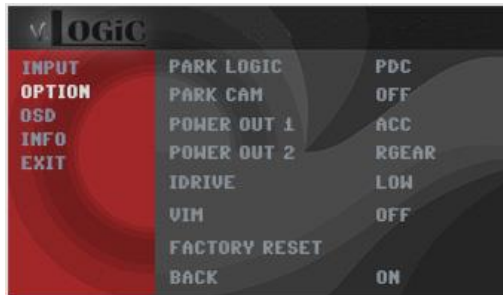 V.LOGiC
INPUT
OPTION
OSD
INFO
EXIT
PARK LOGIC PDC
PARK CAM OFF
POWER OUT 1 ACC
POWER OUT 2 RGEAR
IDRIVE LOW
VIM OFF
FACTORY RESET
BACK ON